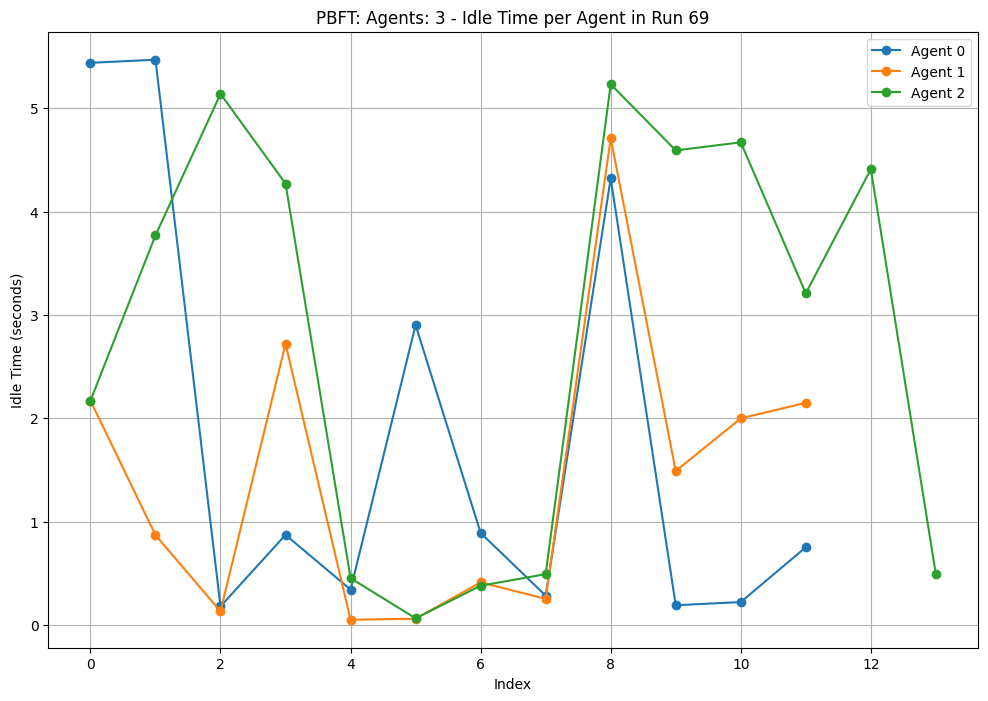 PBFT: Agents: 3 - Idle Time per Agent in Run 69
Agent 0
Agent 1
Agent 2
Idle Time (seconds)
5
4
3
2
1
0
0 2 4 6 8 10 12
Index